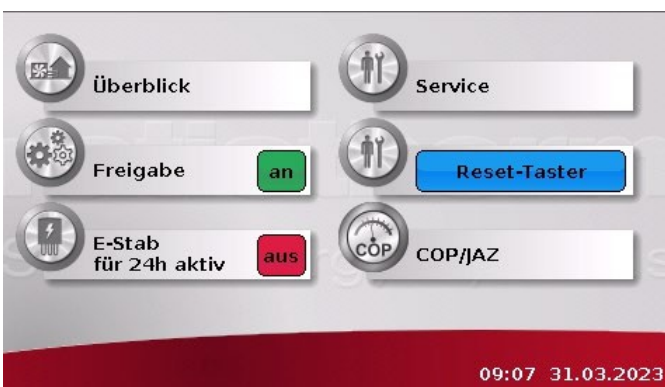 Überblick
Service
Freigabe
an
Reset-Taster
E-Stab
für 24h aktiv
aus
COP
COP/JAZ
09:07 31.03.2023